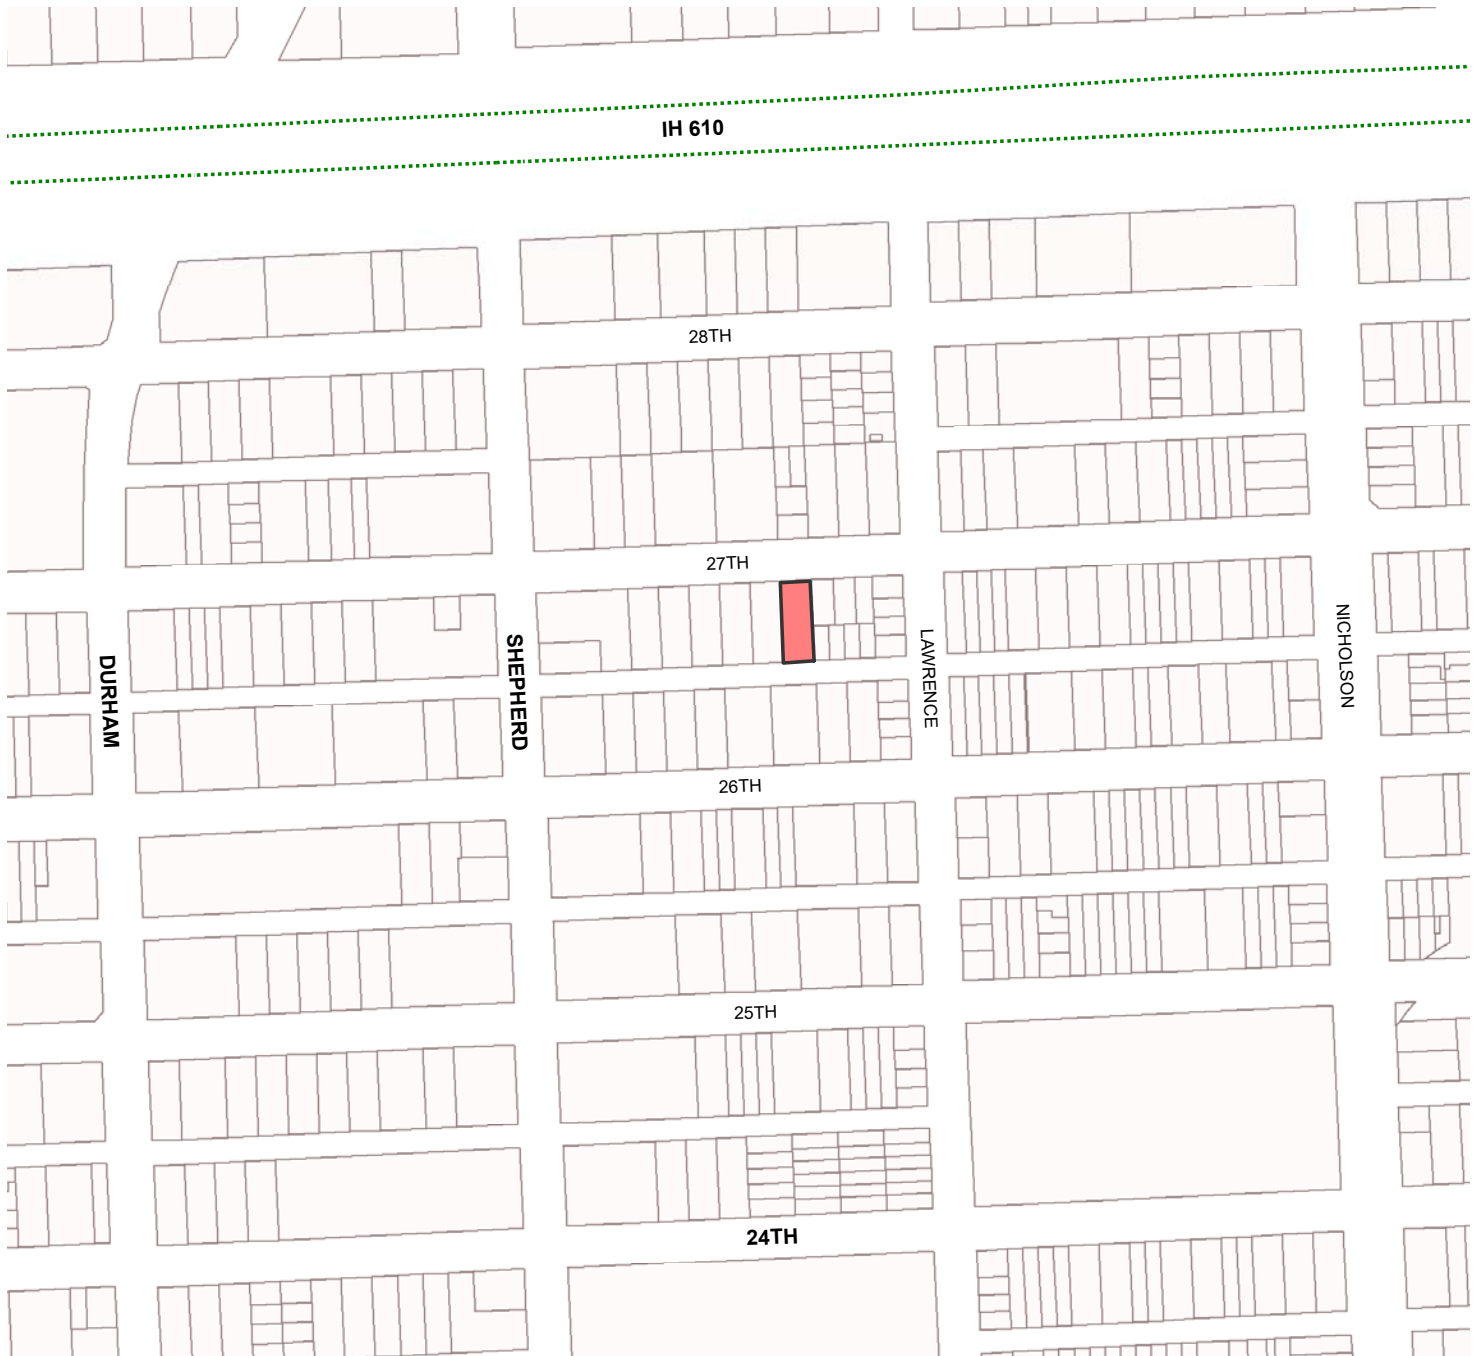 IH 610
28TH
27TH
DURHAM
SHEPHERD
LAWRENCE
NICHOLSON
26TH
25TH
24TH